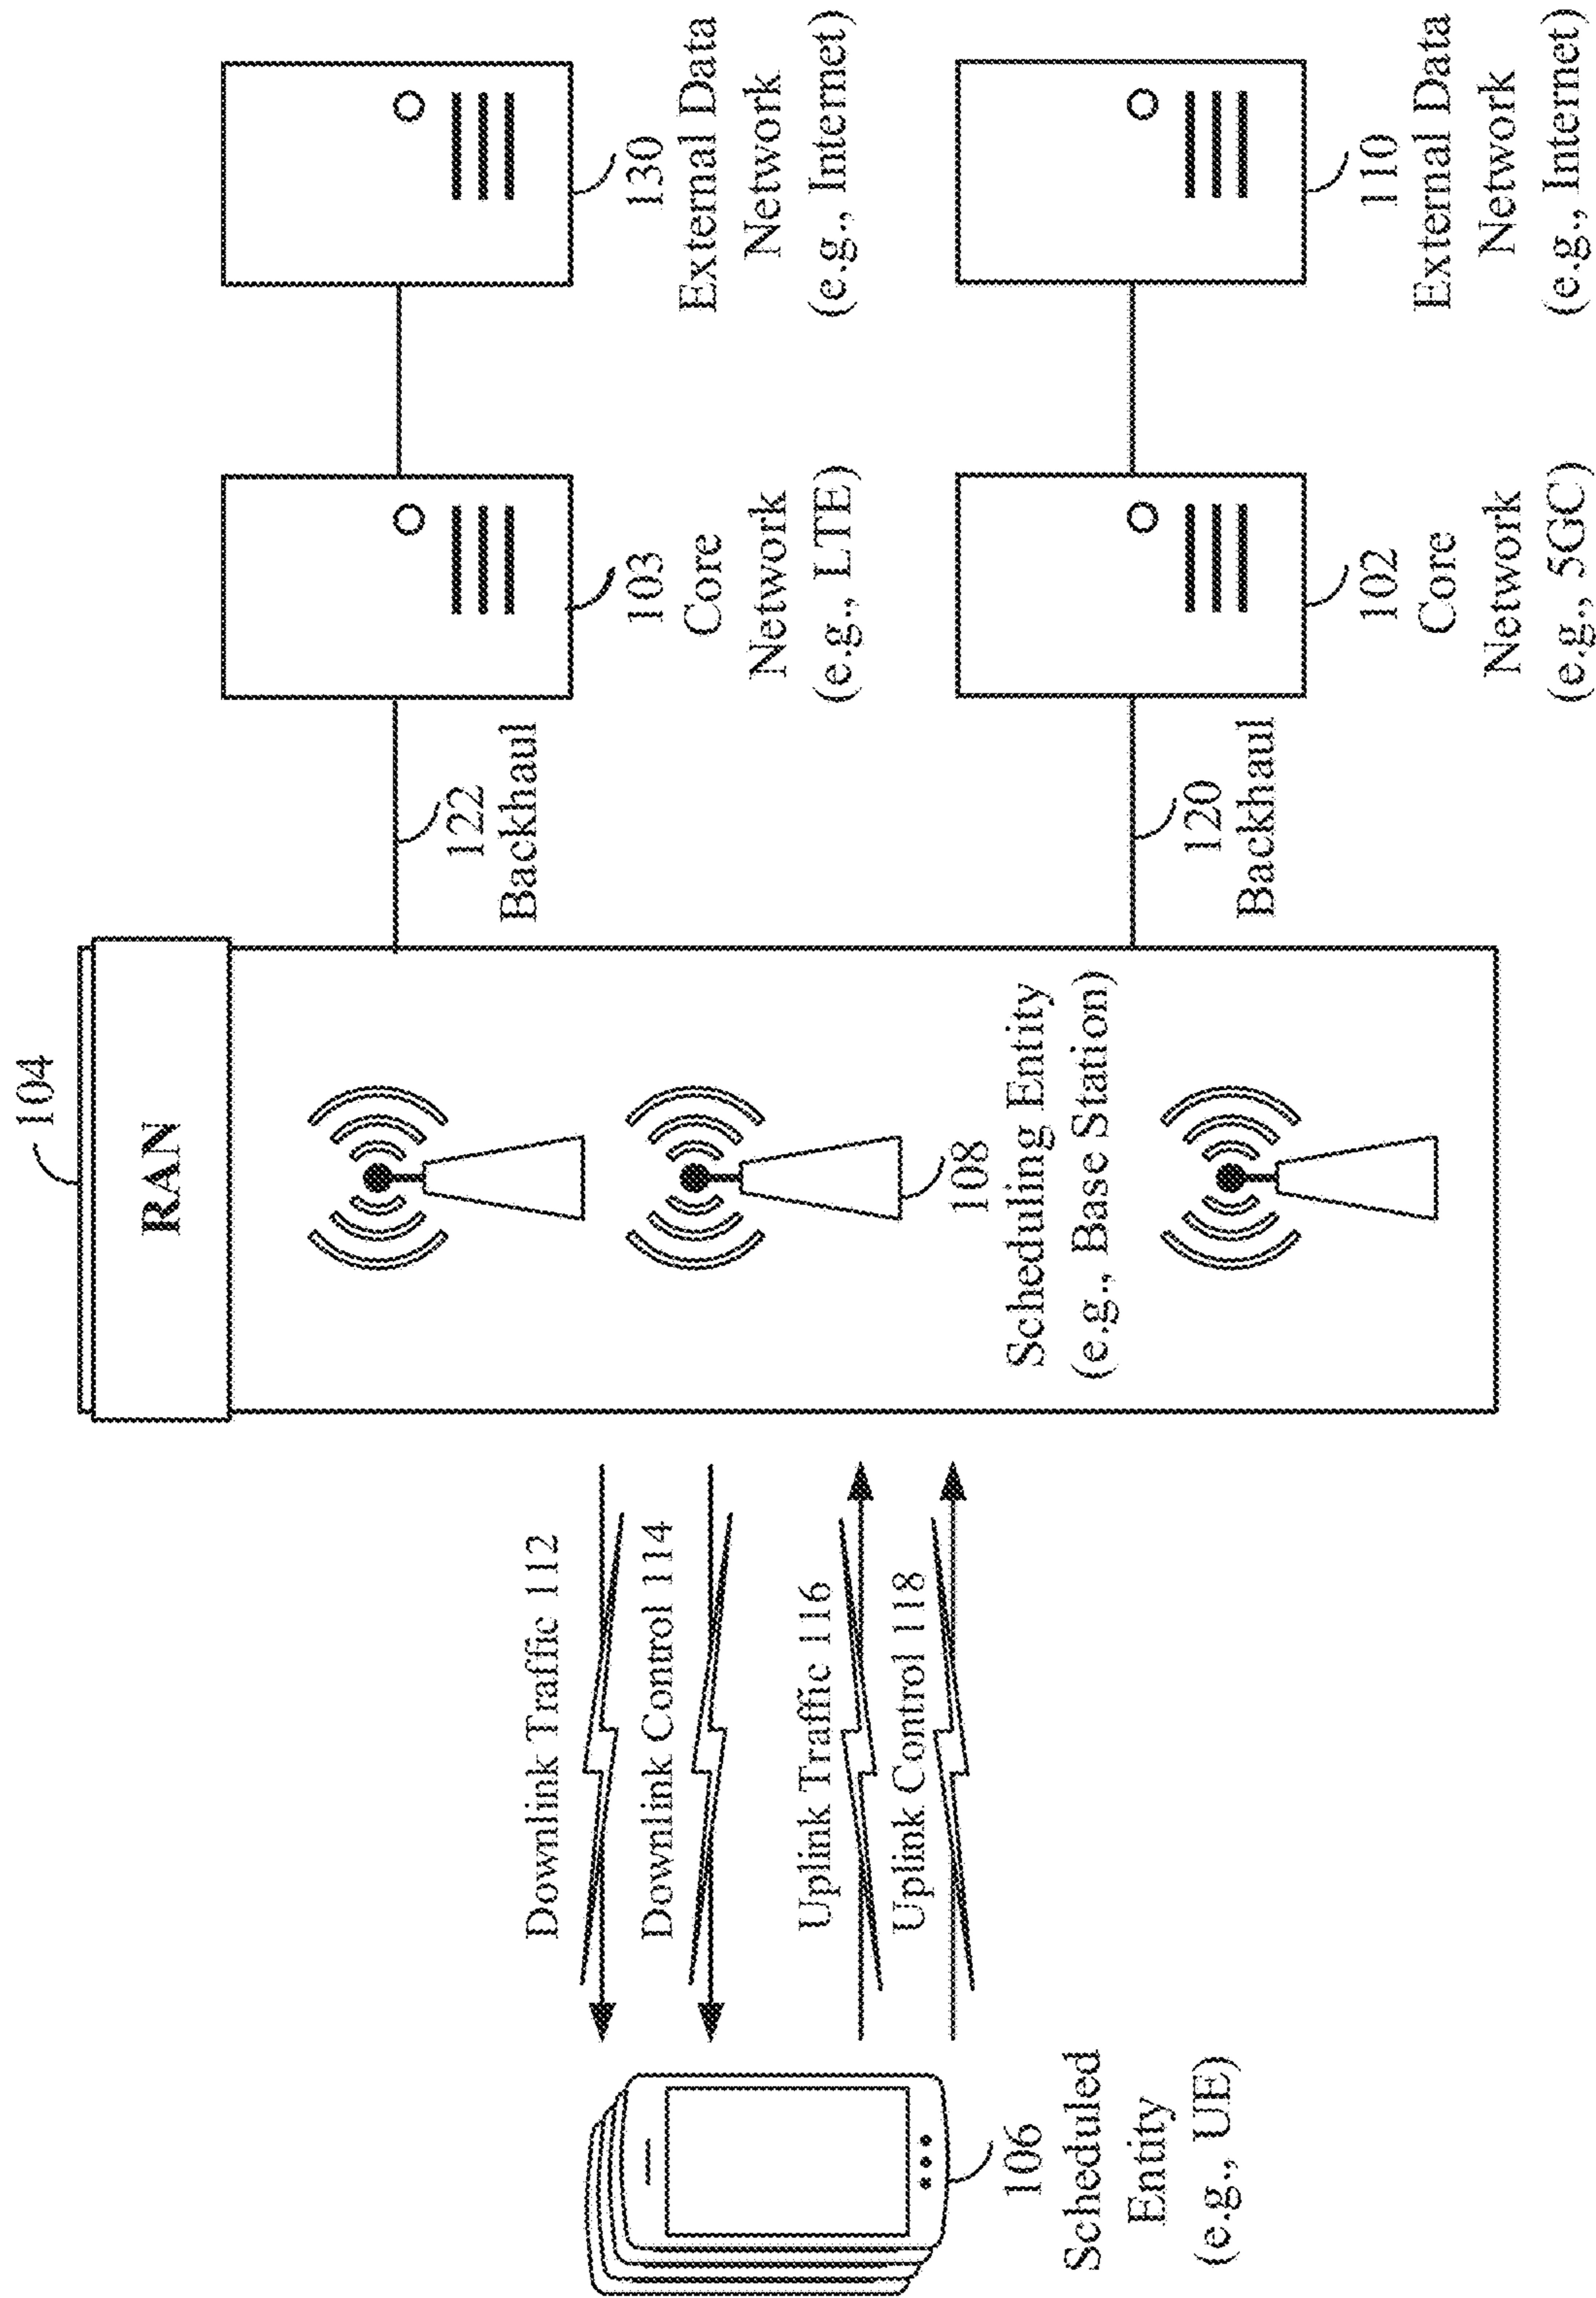 104
RAN
Downlink Traffic 112
Downlink Control 114
Uplink Traffic 116
Uplink Control 118
106
Scheduled
Entity
(e.g., UE)
108
Scheduling Entity
(e.g., Base Station)
122
Backhaul
103
Core
Network
(e.g., LTE)
130
External Data
Network
(e.g., Internet)
120
Backhaul
102
Core
Network
(e.g., 5GC)
110
External Data
Network
(e.g., Internet)